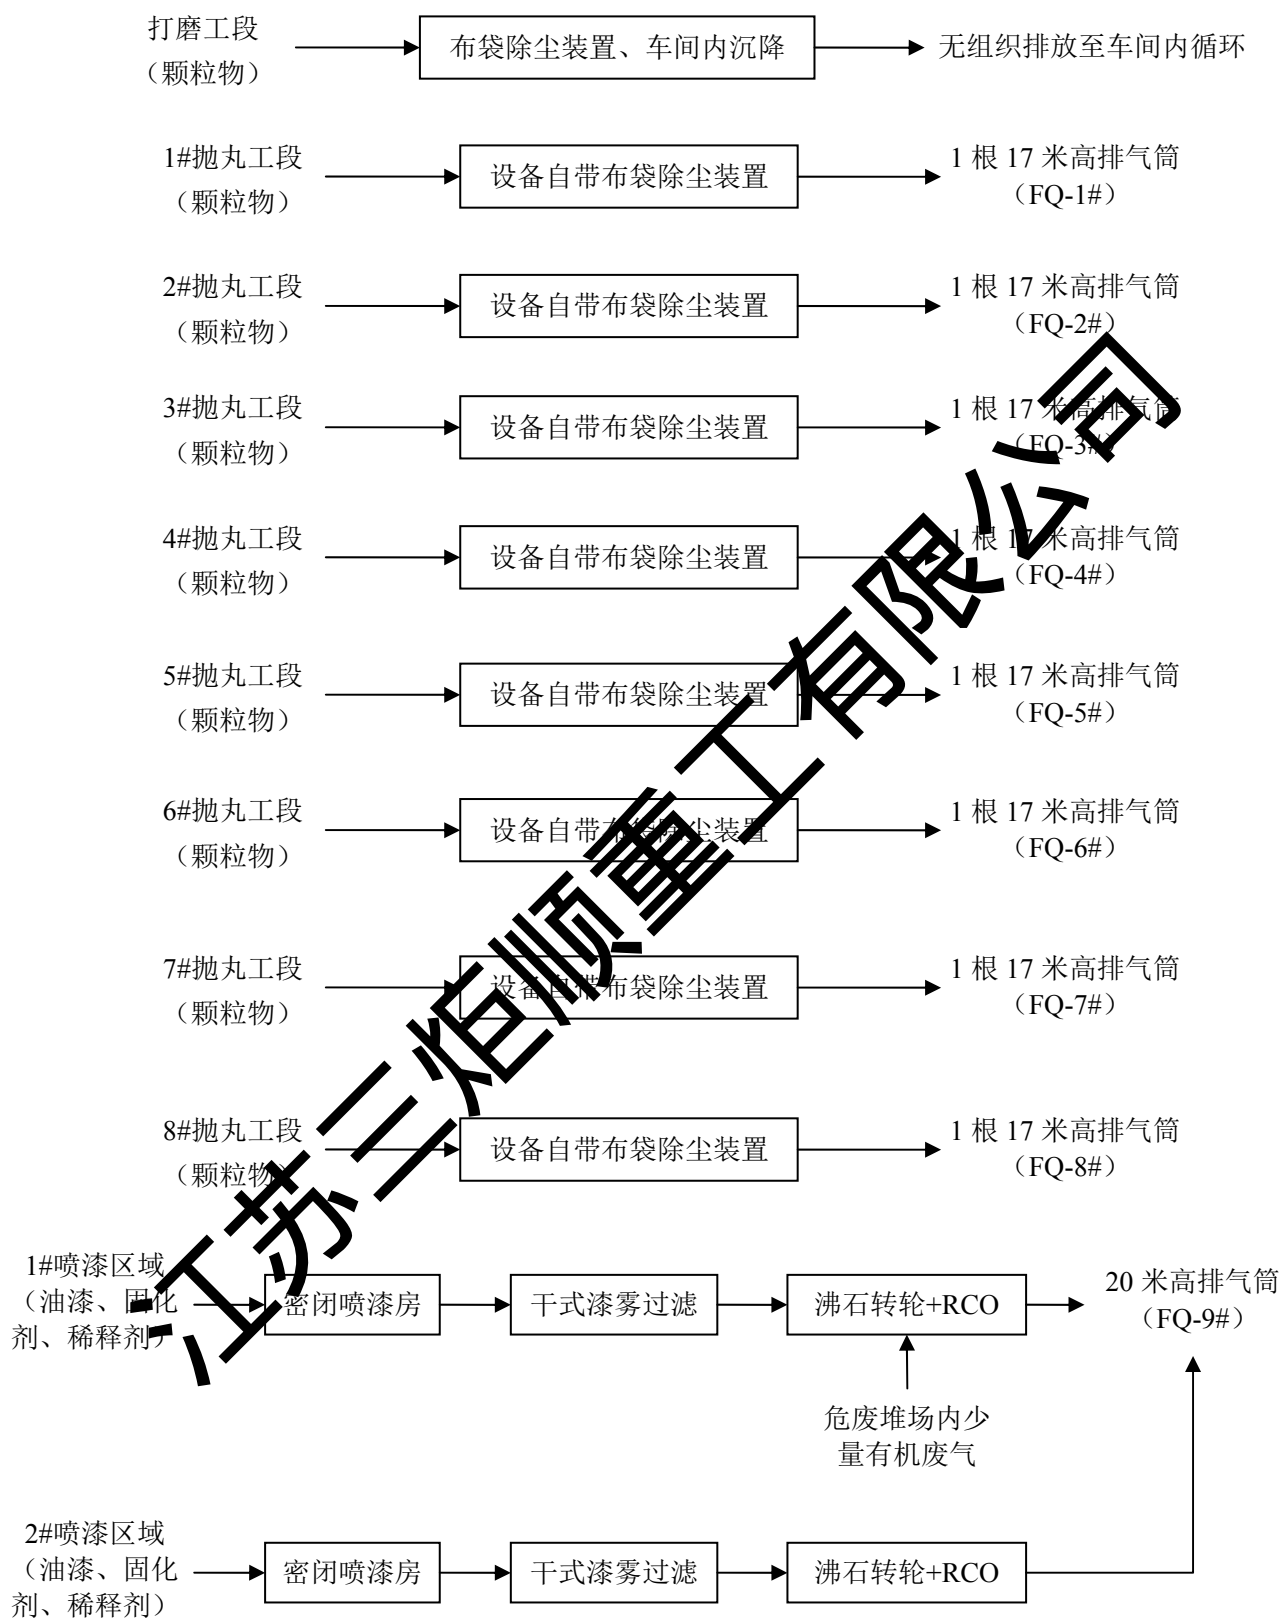 打磨工段
（颗粒物）
布袋除尘装置、车间内沉降
无组织排放至车间内循环
1#抛丸工段
（颗粒物）
设备自带布袋除尘装置
1 根 17 米高排气筒
（FQ-1#）
2#抛丸工段
（颗粒物）
设备自带布袋除尘装置
1 根 17 米高排气筒
（FQ-2#）
3#抛丸工段
（颗粒物）
设备自带布袋除尘装置
1 根 17 米高排气筒
（FQ-3#）
4#抛丸工段
（颗粒物）
设备自带布袋除尘装置
1 根 17 米高排气筒
（FQ-4#）
5#抛丸工段
（颗粒物）
设备自带布袋除尘装置
1 根 17 米高排气筒
（FQ-5#）
6#抛丸工段
（颗粒物）
设备自带布袋除尘装置
1 根 17 米高排气筒
（FQ-6#）
7#抛丸工段
（颗粒物）
设备自带布袋除尘装置
1 根 17 米高排气筒
（FQ-7#）
8#抛丸工段
（颗粒物）
设备自带布袋除尘装置
1 根 17 米高排气筒
（FQ-8#）
1#喷漆区域
（油漆、固化
剂、稀释剂）
密闭喷漆房
干式漆雾过滤
沸石转轮+RCO
20 米高排气筒
（FQ-9#）
危废堆场内少
量有机废气
2#喷漆区域
（油漆、固化
剂、稀释剂）
密闭喷漆房
干式漆雾过滤
沸石转轮+RCO
江苏三炬顺重工有限公司